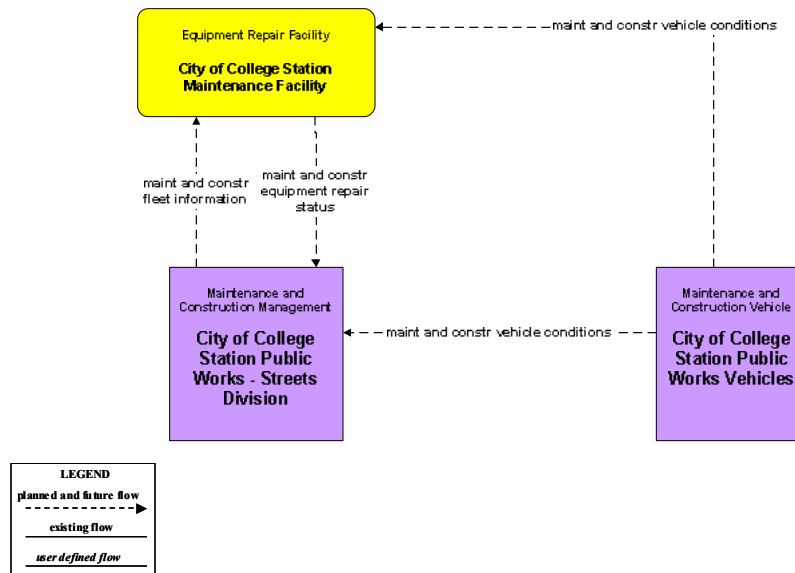 Equipment Repair Facility
City of College Station
Maintenance Facility
maint and constr vehicle conditions
maint and constr
fleet information
maint and constr
equipment repair
status
Maintenance and
Construction Management
City of College
Station Public
Works - Streets
Division
maint and constr vehicle conditions
Maintenance and
Construction Vehicle
City of College
Station Public
Works Vehicles
LEGEND
planned and future flow
existing flow
user defined flow